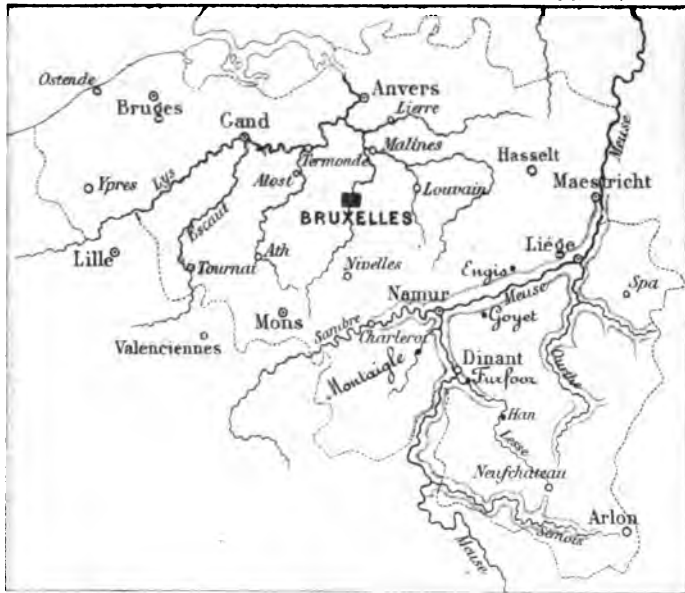 Ostende
Bruges
Anvers
Lierre
Gand
Termonde
Malines
Hasselt
Meuse
Ypres
Lys
Alost
Louvain
Maestricht
Escaut
BRUXELLES
Lille
Tournai
Ath
Nivelles
Engis
Liége
Spa
Namur
Meuse
Goyet
Mons
Sambre
Charleroi
Valenciennes
Montaigle
Dinant
Furfooz
Ourthe
Han
Lesse
Neufchateau
Semois
Arlon
Meuse